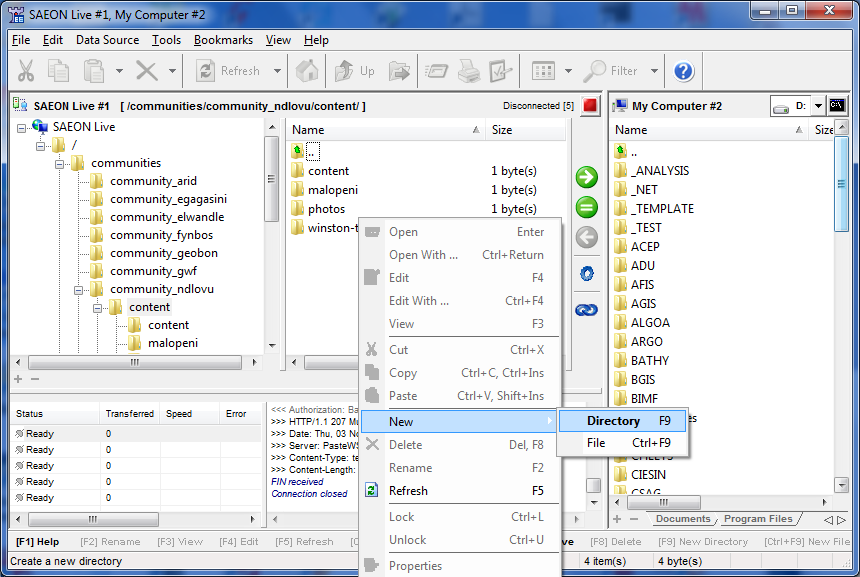 SAEON Live #1, My Computer #2
File Edit Data Source Tools Bookmarks View Help
Refresh Up Filter
SAEON Live #1 [ /communities/community_ndlovu/content/ ] Disconnected [5]
SAEON Live
/
communities
community_arid
community_egagasini
community_elwandle
community_fynbos
community_geobon
community_gwf
community_ndlovu
content
content
malopeni
Name Size
..
content 1 byte(s)
malopeni 1 byte(s)
photos 1 byte(s)
winston-t
My Computer #2 D:
Name Size
..
_ANALYSIS
_NET
_TEMPLATE
_TEST
ACEP
ADU
AFIS
AGIS
ALGOA
ARGO
BATHY
BGIS
BIMF
es
CHEETS
CIESIN
CSAG
Documents Program Files
Open Enter
Open With ... Ctrl+Return
Edit F4
Edit With ... Ctrl+F4
View F3
Cut Ctrl+X
Copy Ctrl+C, Ctrl+Ins
Paste Ctrl+V, Shift+Ins
New
Delete Del, F8
Rename F2
Refresh F5
Lock Ctrl+L
Unlock Ctrl+U
Properties
Directory F9
File Ctrl+F9
Status Transferred Speed Error
Ready 0
Ready 0
Ready 0
Ready 0
Ready 0
<<< Authorization: Ba
>>> HTTP/1.1 207 Mu
>>> Date: Thu, 03 No
>>> Server: PasteWS
>>> Content-Type: te
>>> Content-Length:
FIN received
Connection closed
[F1] Help [F2] Rename [F3] View [F4] Edit [F5] Refresh [C ve [F8] Delete [F9] New Directory [Ctrl+F9] New File
Create a new directory 4 item(s) 4 byte(s)